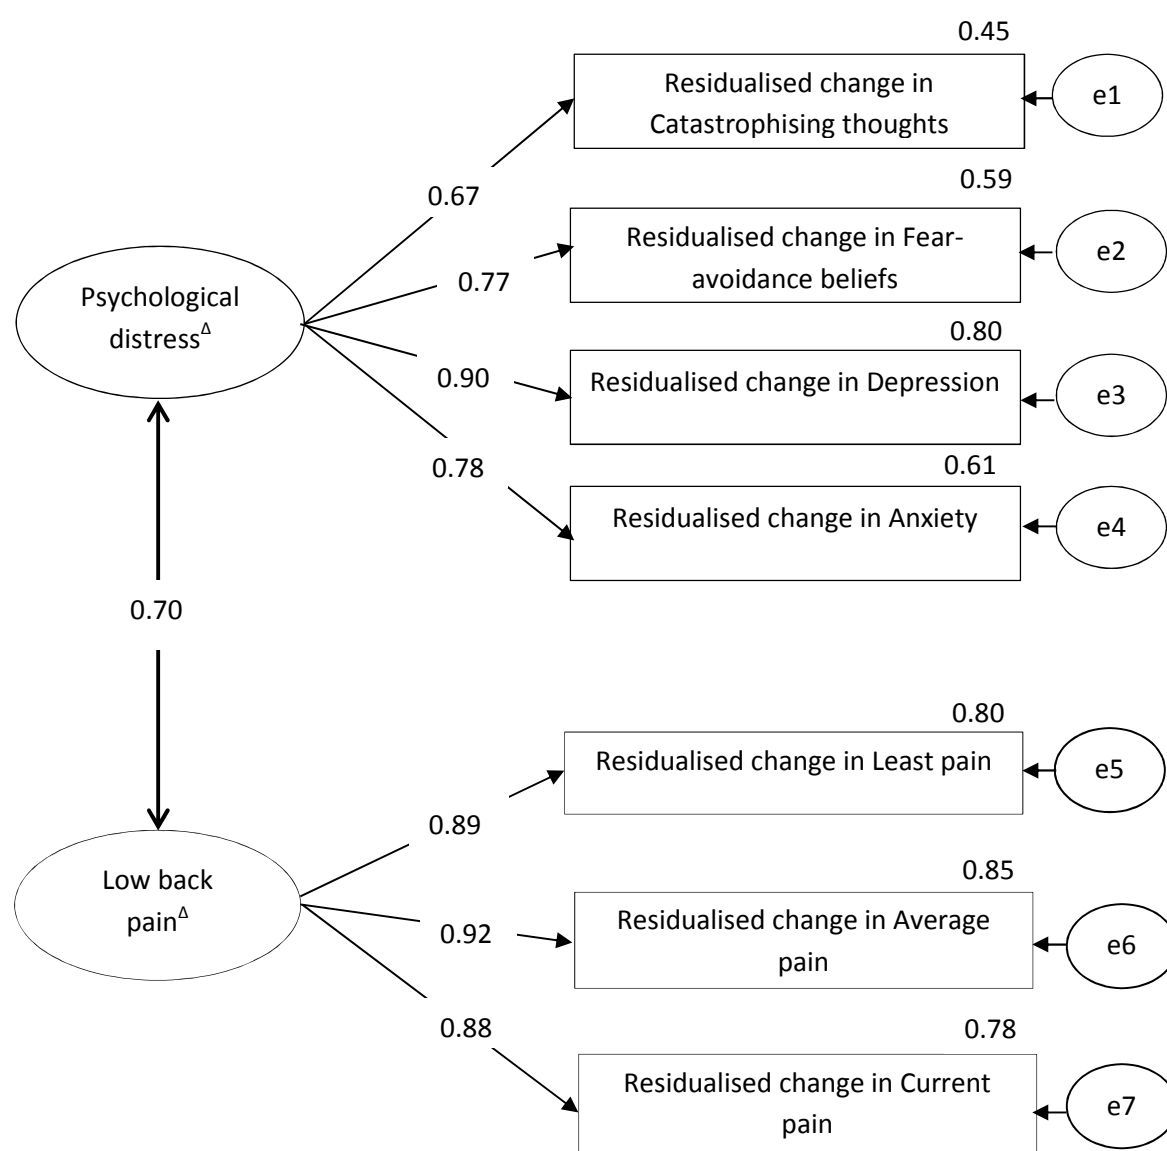 0.45
Residualised change in
Catastrophising thoughts
e1
0.67
0.59
Residualised change in Fear-
avoidance beliefs
e2
0.77
Psychological
distressΔ
0.80
Residualised change in Depression
e3
0.90
0.61
Residualised change in Anxiety
e4
0.78
0.70
0.80
Residualised change in Least pain
e5
0.89
Low back
painΔ
0.85
Residualised change in Average
pain
e6
0.92
0.78
Residualised change in Current
pain
e7
0.88